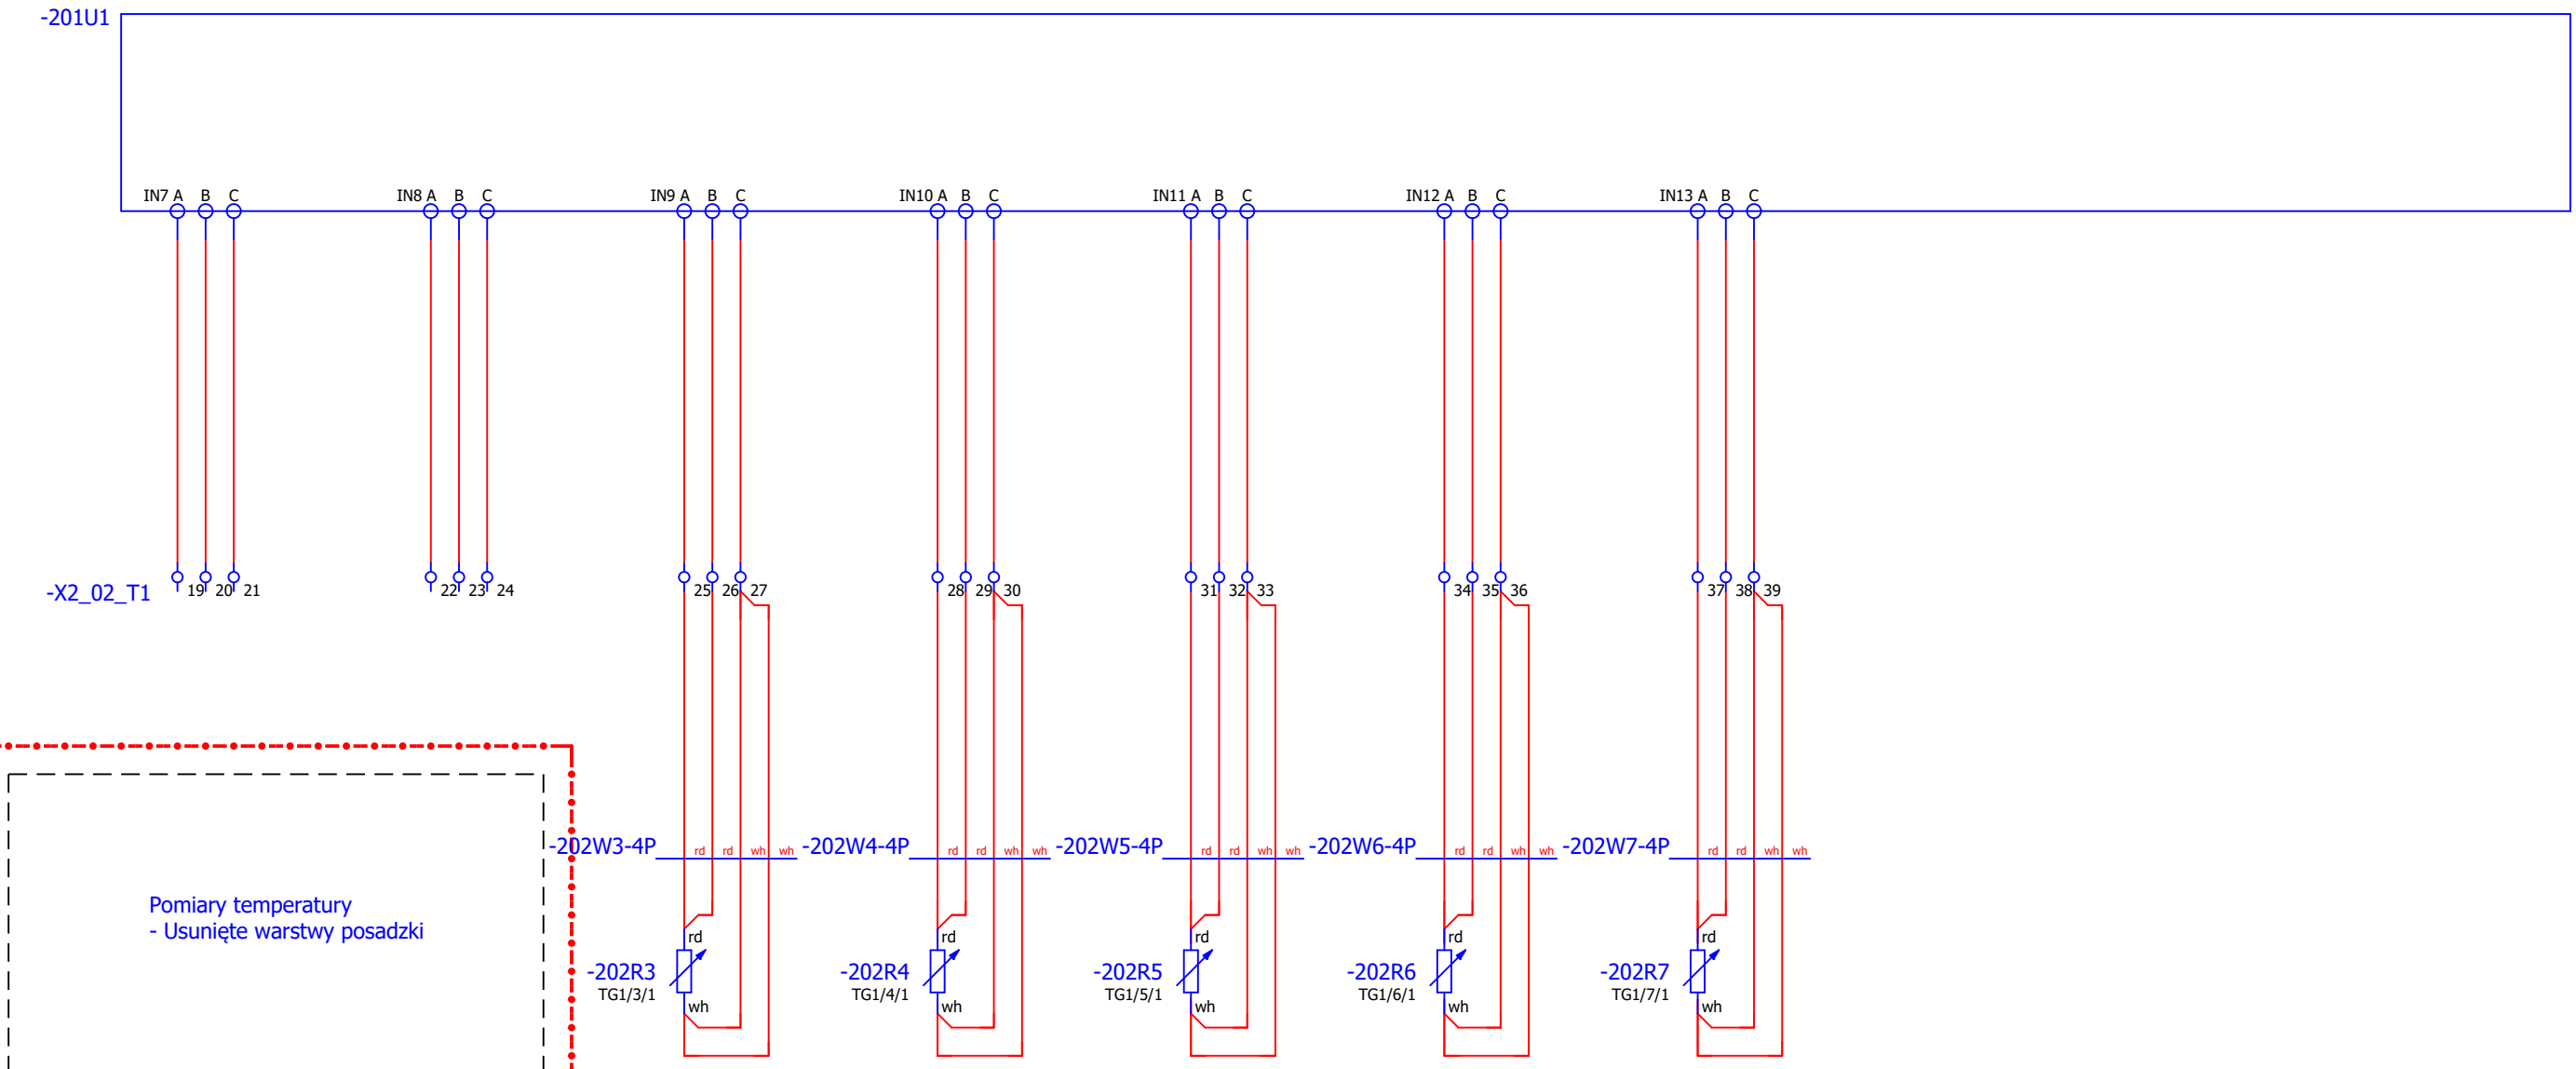 -201U1
IN7 A B C IN8 A B C IN9 A B C IN10 A B C IN11 A B C IN12 A B C IN13 A B C
-X2_02_T1 19 20 21 22 23 24 25 26 27 28 29 30 31 32 33 34 35 36 37 38 39
-202W3-4P rd rd wh wh -202W4-4P rd rd wh wh -202W5-4P rd rd wh wh -202W6-4P rd rd wh wh -202W7-4P rd rd wh wh
Pomiary temperatury
- Usunięte warstwy posadzki
rd rd rd rd rd
-202R3 -202R4 -202R5 -202R6 -202R7
TG1/3/1 TG1/4/1 TG1/5/1 TG1/6/1 TG1/7/1
wh wh wh wh wh